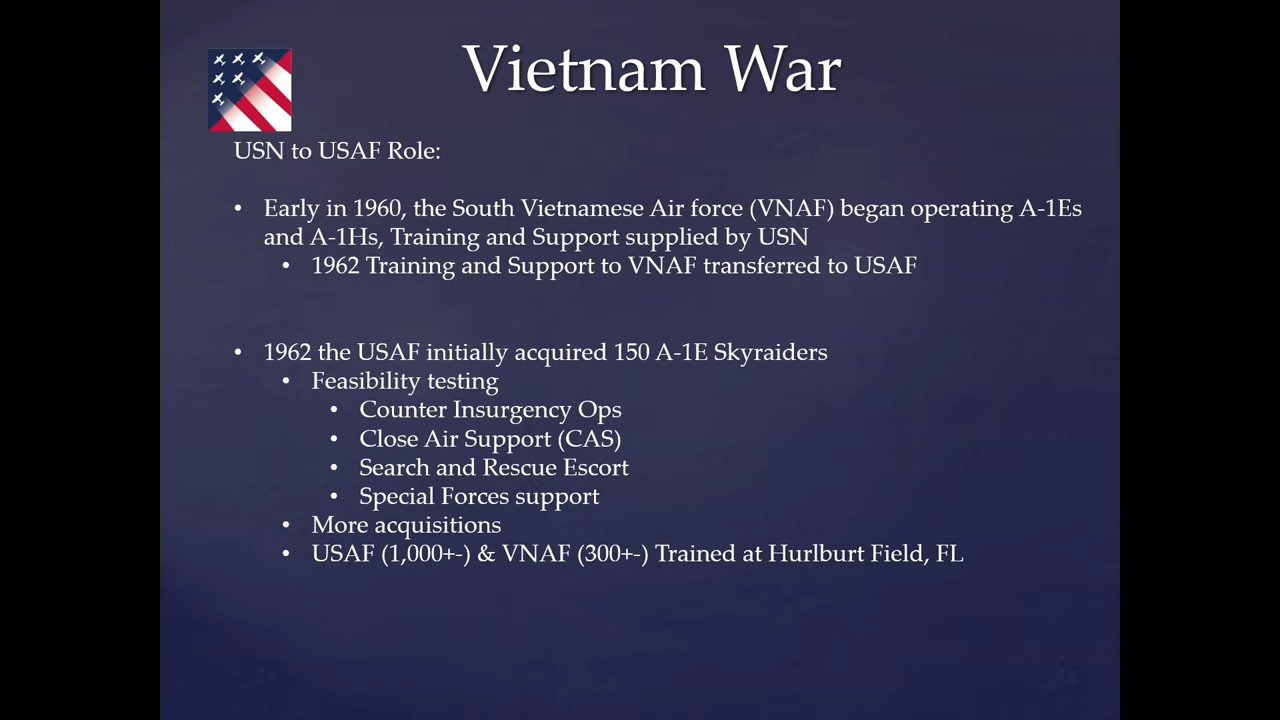 Vietnam War
USN to USAF Role:
• Early in 1960, the South Vietnamese Air force (VNAF) began operating A-1Es
and A-1Hs, Training and Support supplied by USN
• 1962 Training and Support to VNAF transferred to USAF
• 1962 the USAF initially acquired 150 A-1E Skyraiders
• Feasibility testing
• Counter Insurgency Ops
• Close Air Support (CAS)
• Search and Rescue Escort
• Special Forces support
• More acquisitions
• USAF (1,000+-) & VNAF (300+-) Trained at Hurlburt Field, FL